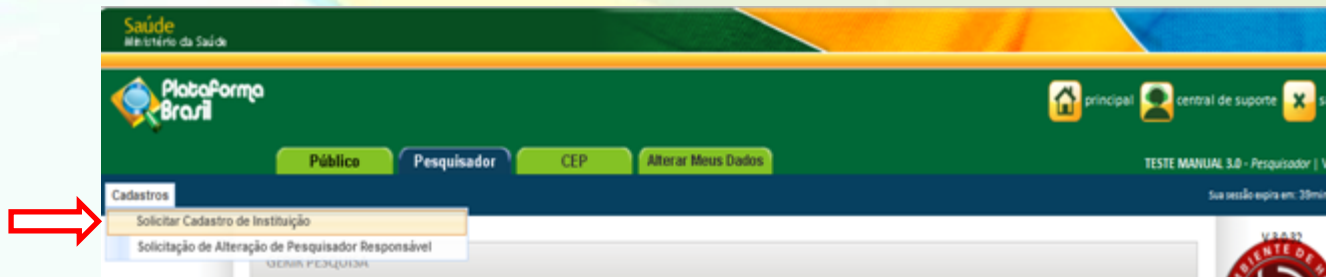 Saúde
Ministério da Saúde
Plataforma
Brasil
principal
central de suporte
s
Público
Pesquisador
CEP
Alterar Meus Dados
TESTE MANUAL 3.0 - Pesquisador | V
Cadastros
Sua sessão expira em: 39min
Solicitar Cadastro de Instituição
Solicitação de Alteração de Pesquisador Responsável
GERIR PESQUISA